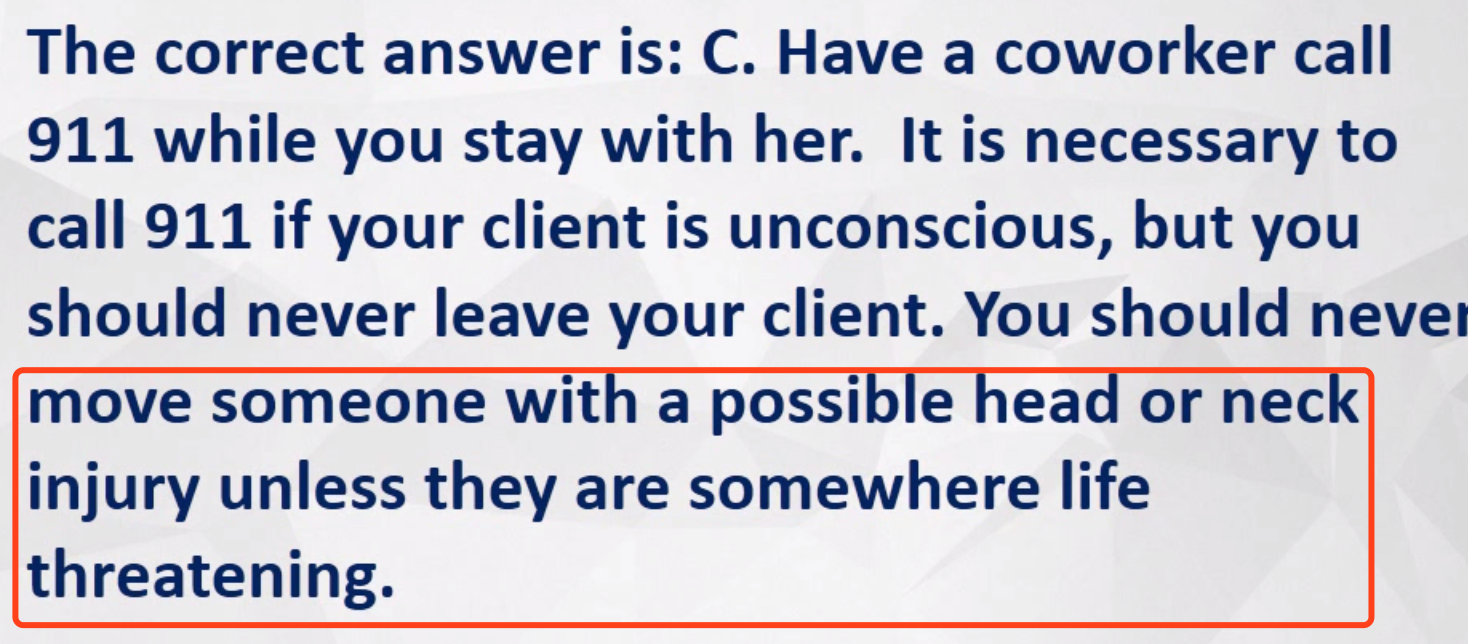 The correct answer is: C. Have a coworker call
911 while you stay with her.  It is necessary to
call 911 if your client is unconscious, but you
should never leave your client. You should never
move someone with a possible head or neck
injury unless they are somewhere life
threatening.